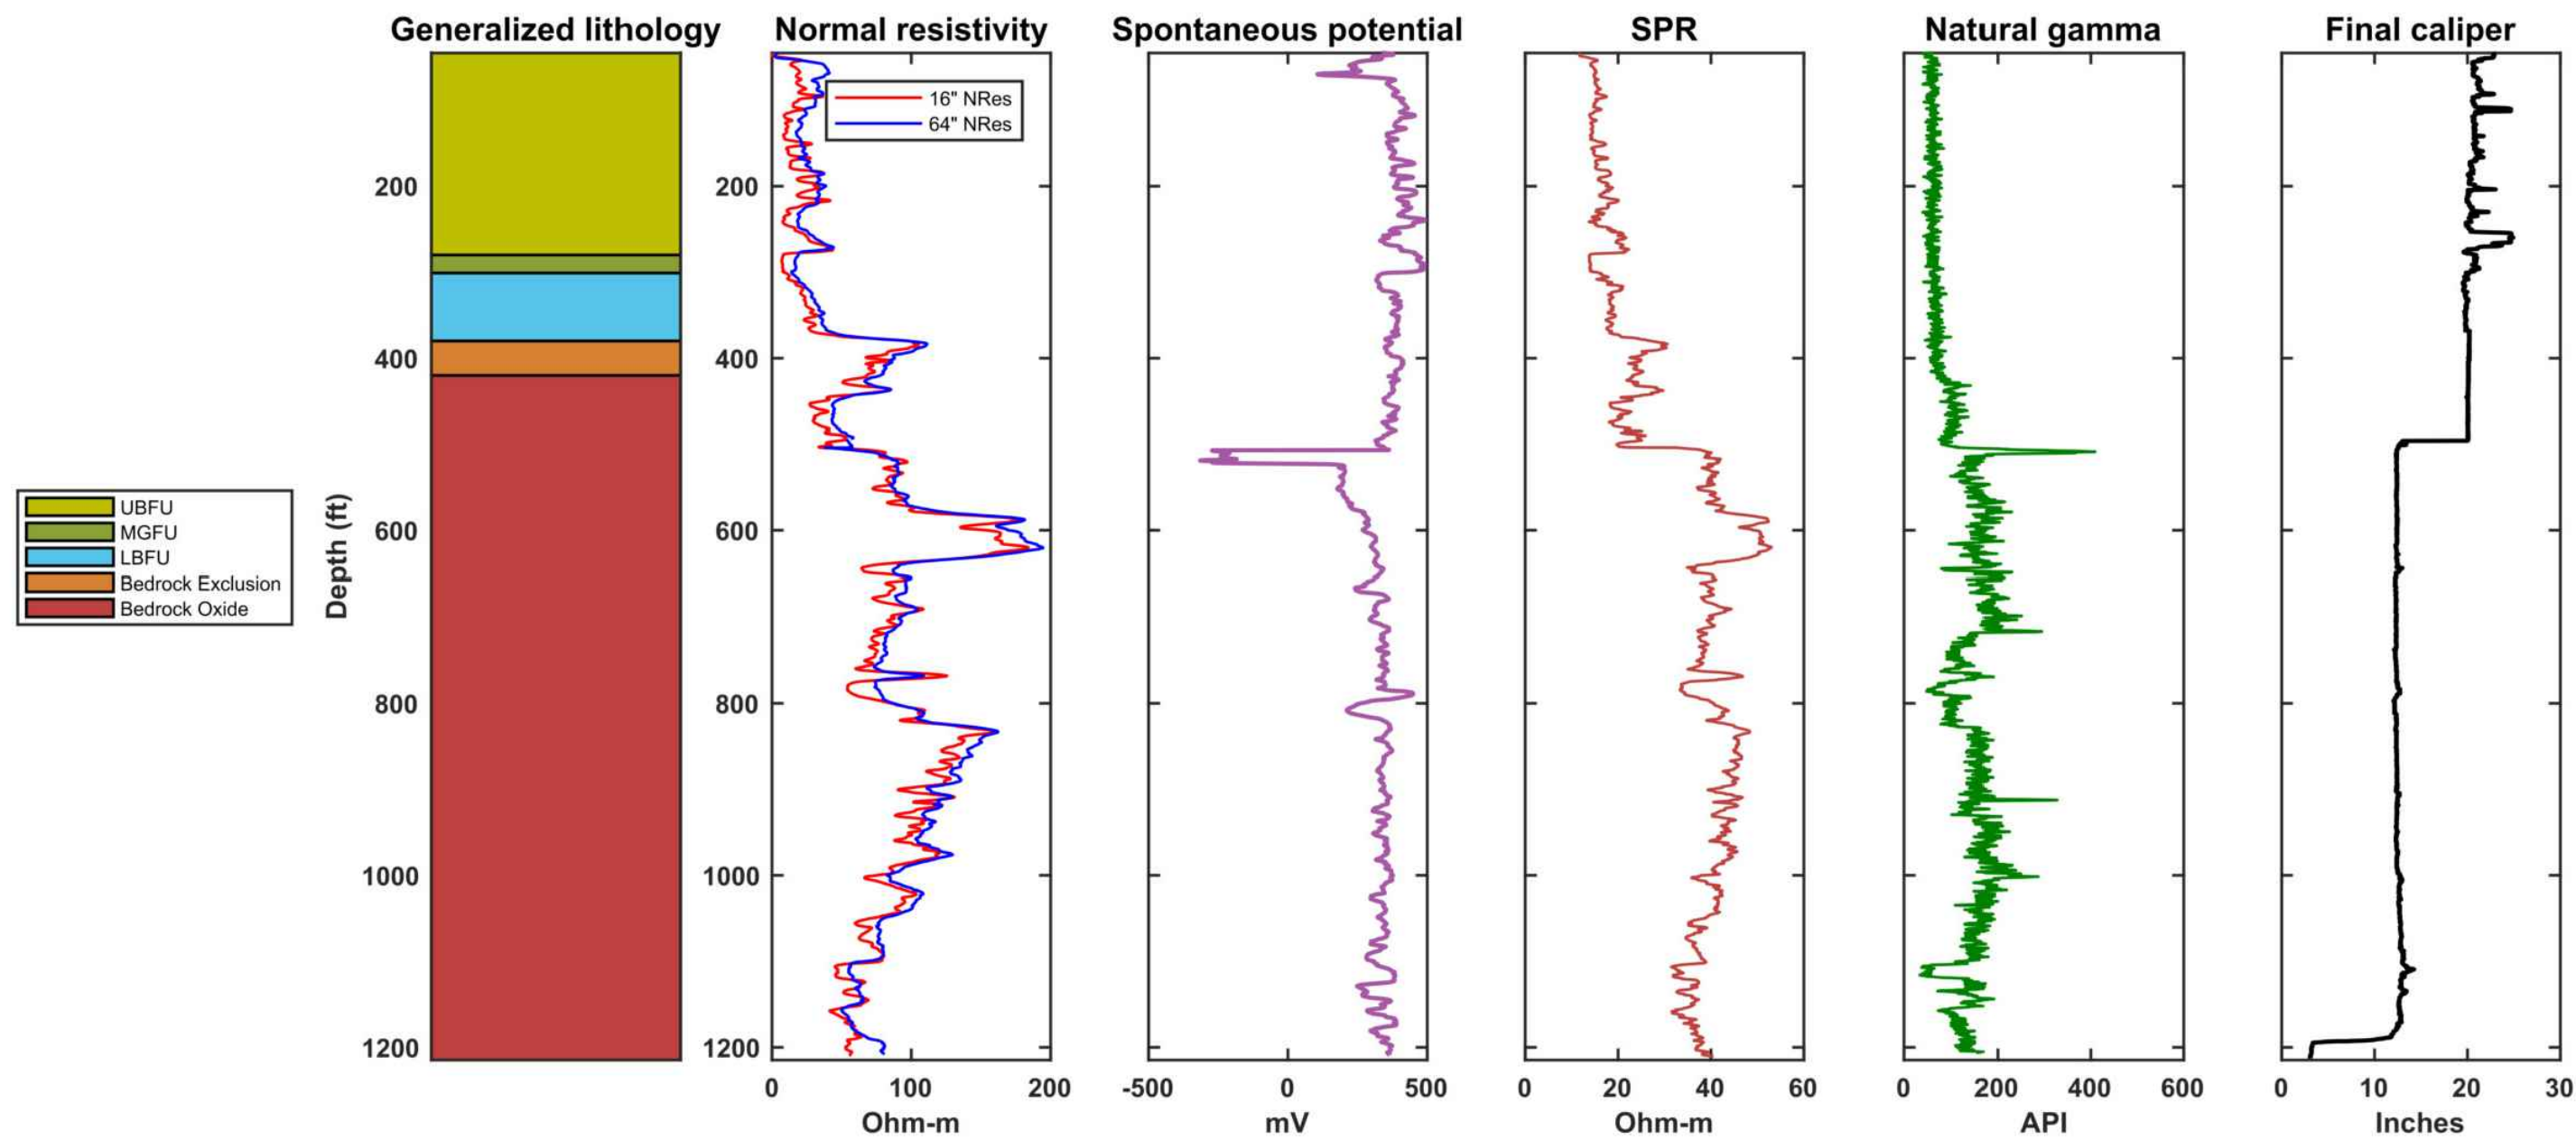 Generalized lithology
Normal resistivity
Spontaneous potential
SPR
Natural gamma
Final caliper
16" NRes
64" NRes
UBFU
MGFU
LBFU
Bedrock Exclusion
Bedrock Oxide
Depth (ft)
200
400
600
800
1000
1200
200
400
600
800
1000
1200
0 100 200
Ohm-m
-500 0 500
mV
0 20 40 60
Ohm-m
0 200 400 600
API
0 10 20 30
Inches